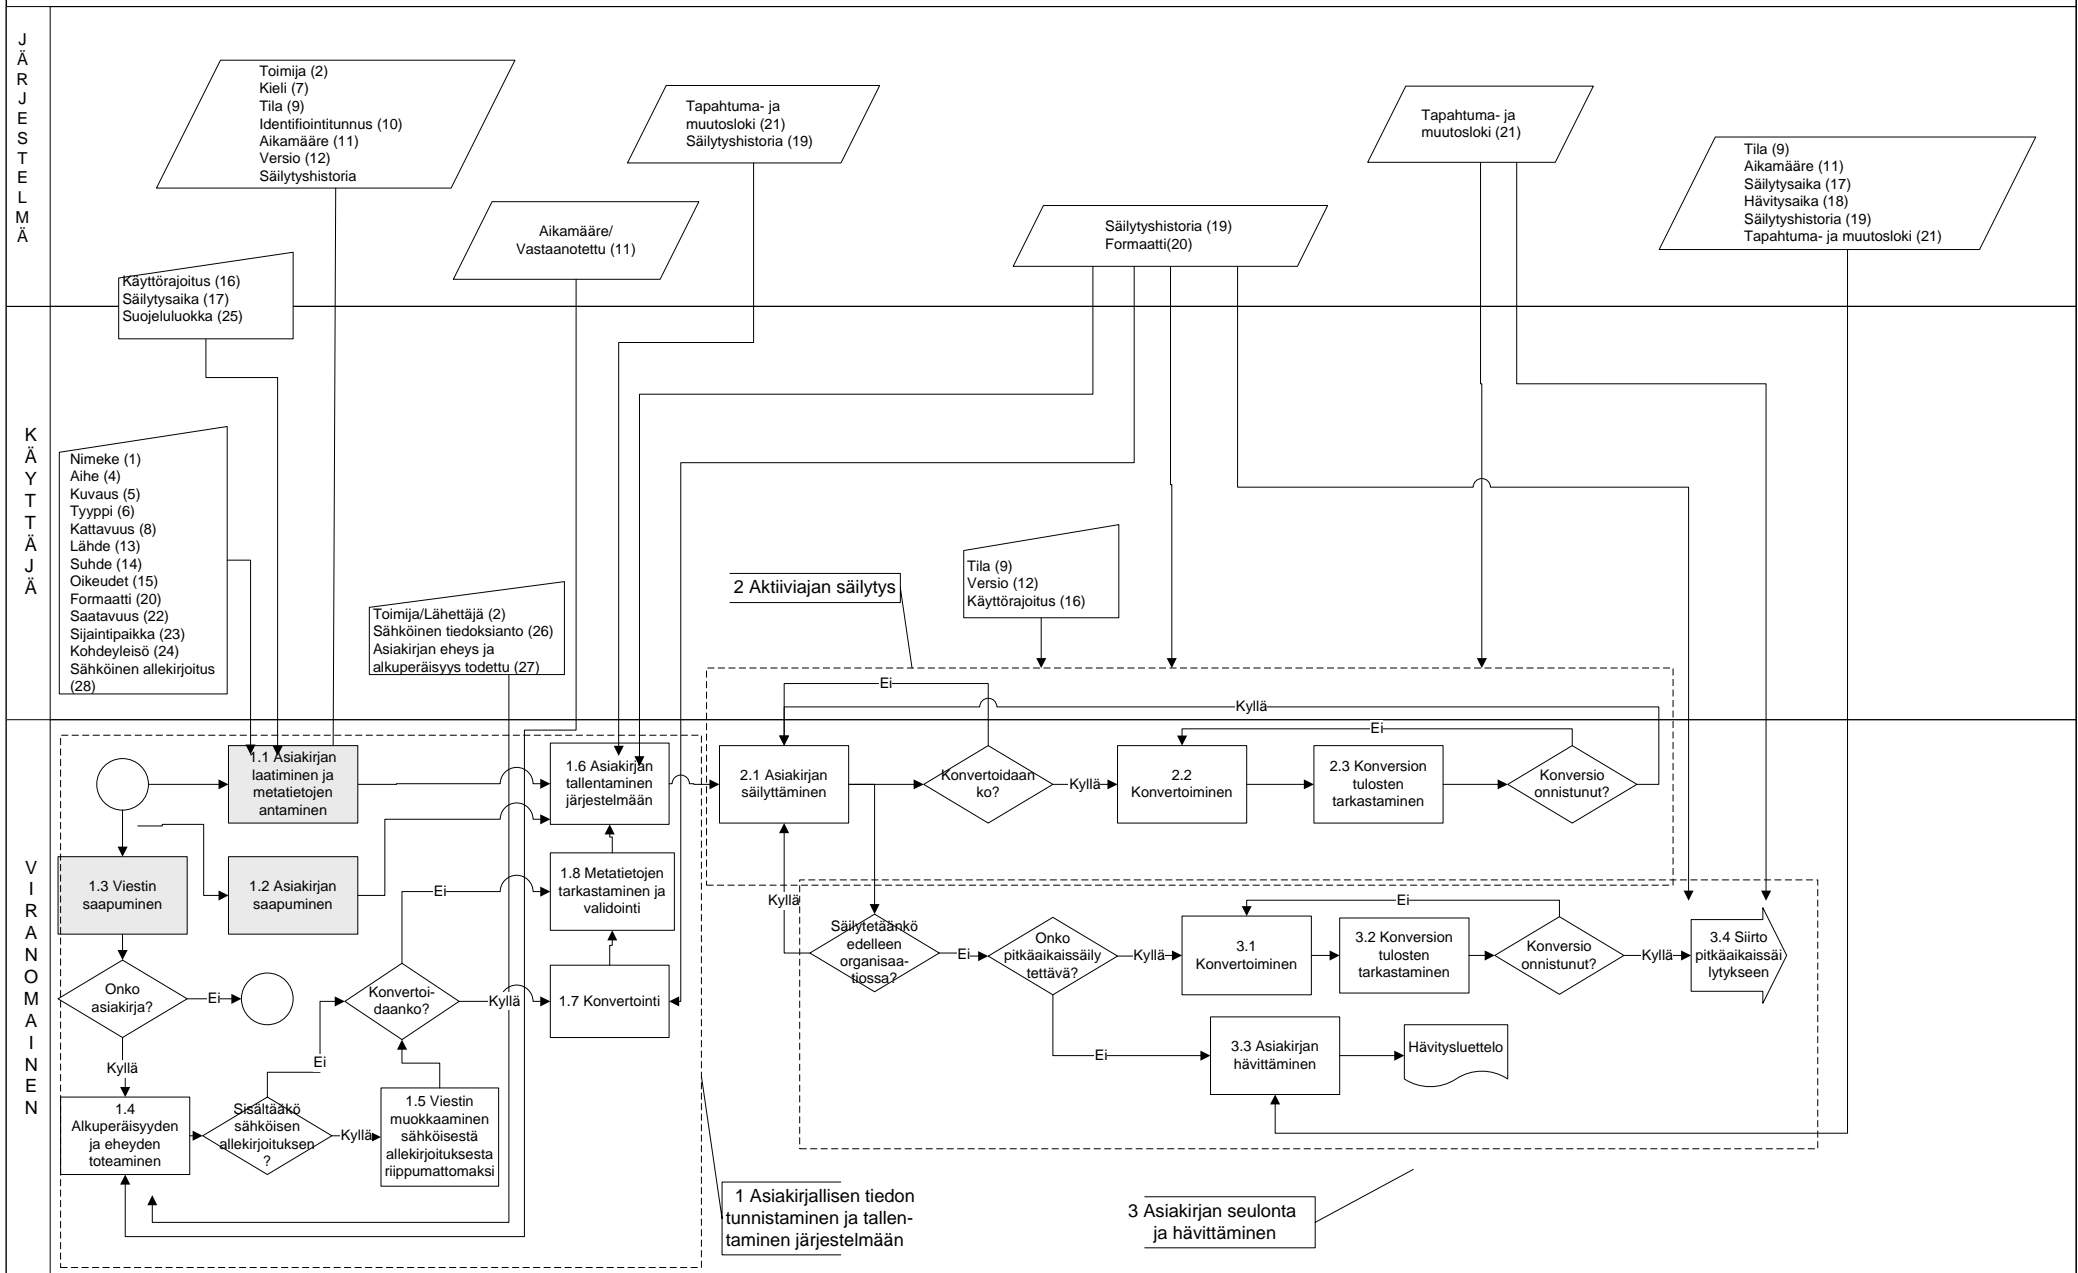 JÄRJESTELMÄ
Toimija (2)
Kieli (7)
Tila (9)
Identifiointitunnus (10)
Aikamääre (11)
Versio (12)
Säilytyshistoria
Tapahtuma- ja
muutosloki (21)
Säilytyshistoria (19)
Tapahtuma- ja
muutosloki (21)
Tila (9)
Aikamääre (11)
Säilytysaika (17)
Hävitysaika (18)
Säilytyshistoria (19)
Tapahtuma- ja muutosloki (21)
Aikamääre/
Vastaanotettu (11)
Säilytyshistoria (19)
Formaatti(20)
Käyttörajoitus (16)
Säilytysaika (17)
Suojeluluokka (25)
KÄYTTÄJÄ
Nimeke (1)
Aihe (4)
Kuvaus (5)
Tyyppi (6)
Kattavuus (8)
Lähde (13)
Suhde (14)
Oikeudet (15)
Formaatti (20)
Saatavuus (22)
Sijaintipaikka (23)
Kohdeyleisö (24)
Sähköinen allekirjoitus
(28)
Toimija/Lähettäjä (2)
Sähköinen tiedoksianto (26)
Asiakirjan eheys ja
alkuperäisyys todettu (27)
2 Aktiiviajan säilytys
Tila (9)
Versio (12)
Käyttörajoitus (16)
VIRANOMAINEN
1.1 Asiakirjan
laatiminen ja
metatietojen
antaminen
1.6 Asiakirjan
tallentaminen
järjestelmään
2.1 Asiakirjan
säilyttäminen
Ei
Konvertoidaan
ko?
Kyllä
2.2
Konvertoiminen
Ei
2.3 Konversion
tulosten
tarkastaminen
Konversio
onnistunut?
Kyllä
1.3 Viestin
saapuminen
1.2 Asiakirjan
saapuminen
Ei
1.8 Metatietojen
tarkastaminen ja
validointi
Onko
asiakirja?
Ei
Kyllä
Konvertoi-
daanko?
Kyllä
1.7 Konvertointi
Ei
1.4
Alkuperäisyyden
ja eheyden
toteaminen
Sisältääkö
sähköisen
allekirjoituksen
?
Kyllä
1.5 Viestin
muokkaaminen
sähköisestä
allekirjoituksesta
riippumattomaksi
Kyllä
Säilytetäänkö
edelleen
organisaa-
tiossa?
Ei
Onko
pitkäaikaissäily
tettävä?
Kyllä
3.1
Konvertoiminen
Ei
3.2 Konversion
tulosten
tarkastaminen
Konversio
onnistunut?
Kyllä
3.4 Siirto
pitkäaikaissäi
lytykseen
Ei
3.3 Asiakirjan
hävittäminen
Hävitysluettelo
1 Asiakirjallisen tiedon
tunnistaminen ja tallen-
taminen järjestelmään
3 Asiakirjan seulonta
ja hävittäminen